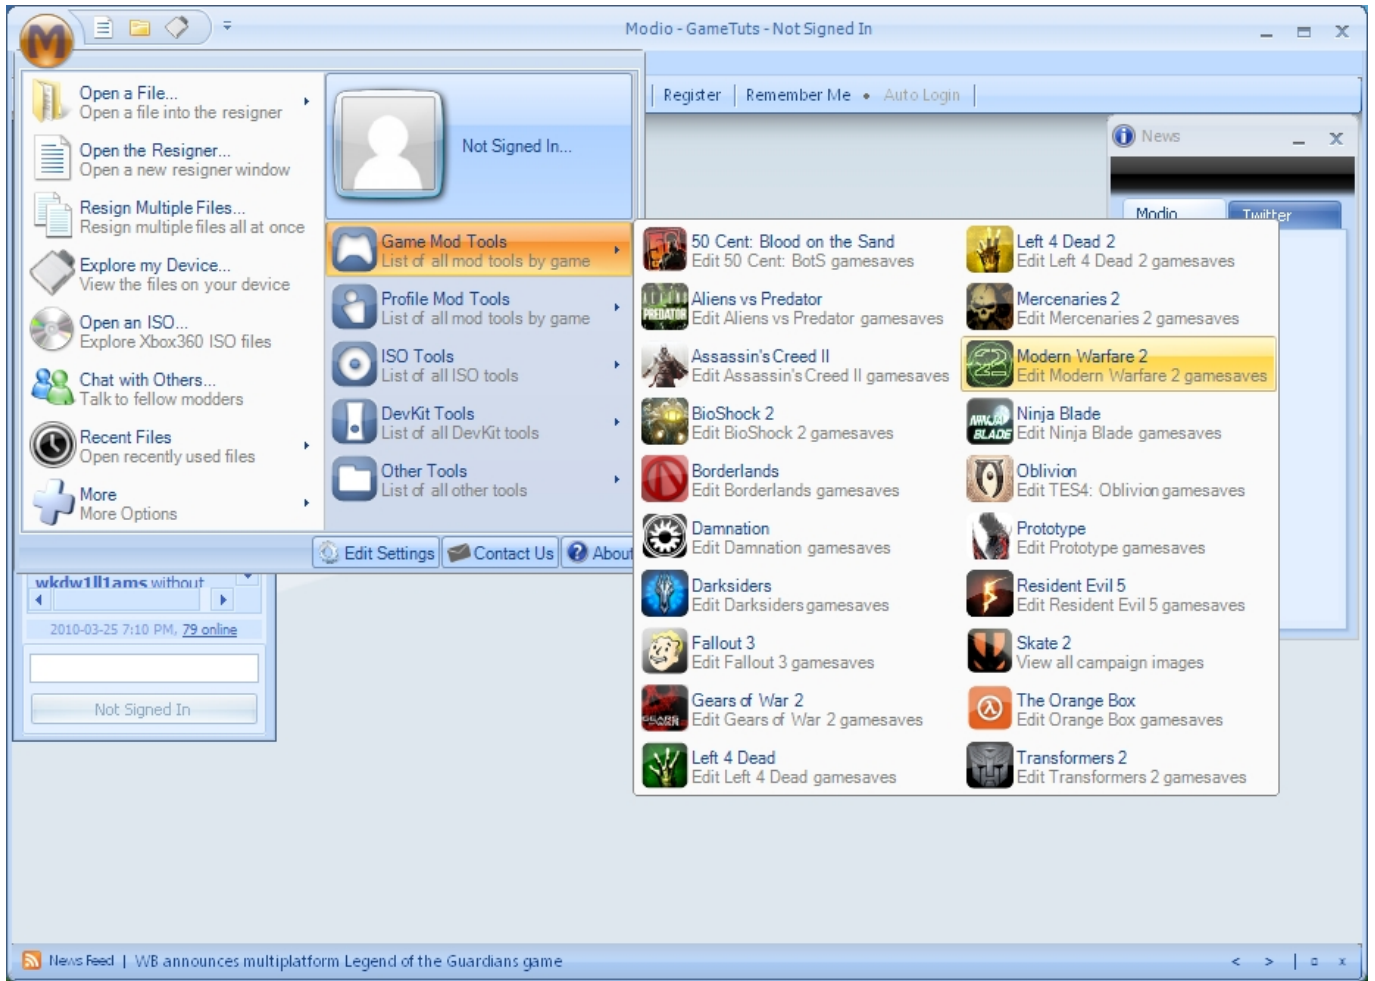 Modio - GameTuts - Not Signed In
Register
Remember Me
Auto Login
Open a File...
Open a file into the resigner
Open the Resigner...
Open a new resigner window
Resign Multiple Files...
Resign multiple files all at once
Explore my Device...
View the files on your device
Open an ISO...
Explore Xbox360 ISO files
Chat with Others...
Talk to fellow modders
Recent Files
Open recently used files
More
More Options
Not Signed In...
Game Mod Tools
List of all mod tools by game
Profile Mod Tools
List of all mod tools by game
ISO Tools
List of all ISO tools
DevKit Tools
List of all DevKit tools
Other Tools
List of all other tools
Edit Settings
Contact Us
About
News
Modio
Twitter
50 Cent: Blood on the Sand
Edit 50 Cent: BotS gamesaves
Aliens vs Predator
Edit Aliens vs Predator gamesaves
Assassin's Creed II
Edit Assassin's Creed II gamesaves
BioShock 2
Edit BioShock 2 gamesaves
Borderlands
Edit Borderlands gamesaves
Damnation
Edit Damnation gamesaves
Darksiders
Edit Darksiders gamesaves
Fallout 3
Edit Fallout 3 gamesaves
Gears of War 2
Edit Gears of War 2 gamesaves
Left 4 Dead
Edit Left 4 Dead gamesaves
Left 4 Dead 2
Edit Left 4 Dead 2 gamesaves
Mercenaries 2
Edit Mercenaries 2 gamesaves
Modern Warfare 2
Edit Modern Warfare 2 gamesaves
Ninja Blade
Edit Ninja Blade gamesaves
Oblivion
Edit TES4: Oblivion gamesaves
Prototype
Edit Prototype gamesaves
Resident Evil 5
Edit Resident Evil 5 gamesaves
Skate 2
View all campaign images
The Orange Box
Edit Orange Box gamesaves
Transformers 2
Edit Transformers 2 gamesaves
wkdw1ll1ams without
2010-03-25 7:10 PM, 79 online
Not Signed In
News Feed | WB announces multiplatform Legend of the Guardians game